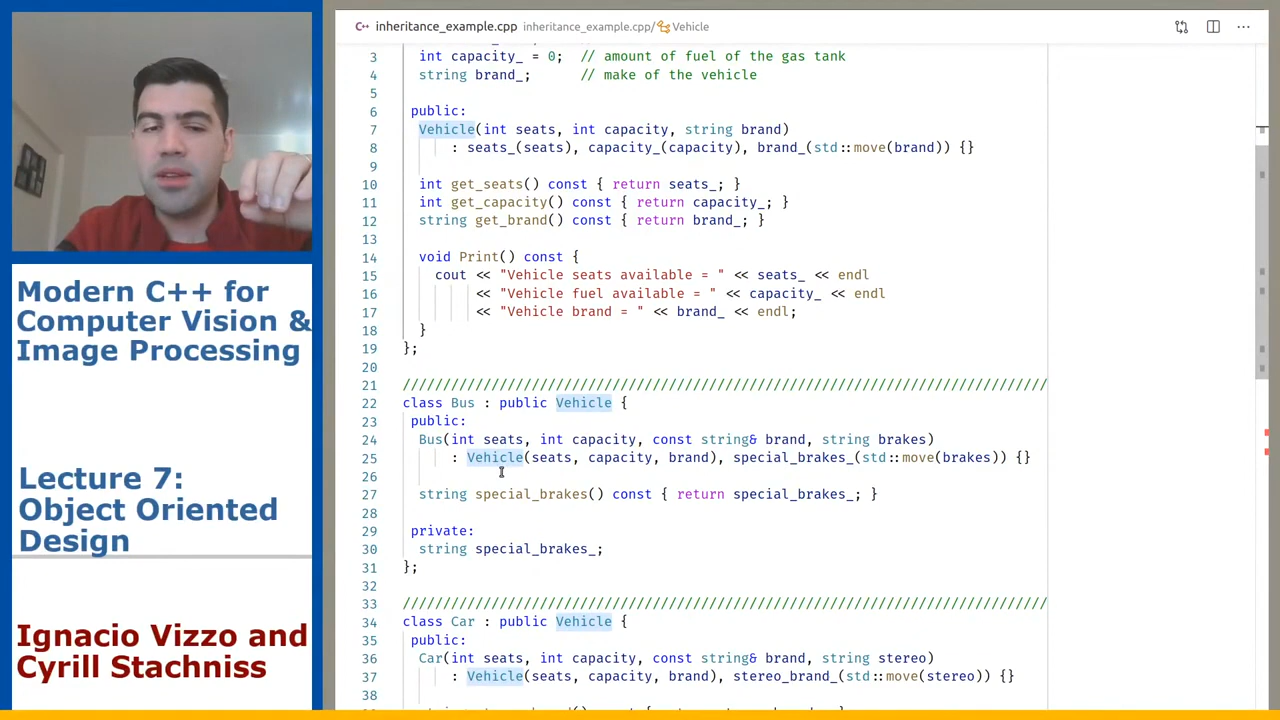 inheritance_example.cpp inheritance_example.cpp/ Vehicle
3 int capacity_ = 0; // amount of fuel of the gas tank
4 string brand_; // make of the vehicle
5
6 public:
7 Vehicle(int seats, int capacity, string brand)
8 : seats_(seats), capacity_(capacity), brand_(std::move(brand)) {}
9
10 int get_seats() const { return seats_; }
11 int get_capacity() const { return capacity_; }
12 string get_brand() const { return brand_; }
13
14 void Print() const {
15 cout << "Vehicle seats available = " << seats_ << endl
16 << "Vehicle fuel available = " << capacity_ << endl
17 << "Vehicle brand = " << brand_ << endl;
18 }
19 };
20
21 ////////////////////////////////////////////////////////////////////////////////
22 class Bus : public Vehicle {
23 public:
24 Bus(int seats, int capacity, const string& brand, string brakes)
25 : Vehicle(seats, capacity, brand), special_brakes_(std::move(brakes)) {}
26
27 string special_brakes() const { return special_brakes_; }
28
29 private:
30 string special_brakes_;
31 };
32
33 ////////////////////////////////////////////////////////////////////////////////
34 class Car : public Vehicle {
35 public:
36 Car(int seats, int capacity, const string& brand, string stereo)
37 : Vehicle(seats, capacity, brand), stereo_brand_(std::move(stereo)) {}
38
Modern C++ for
Computer Vision &
Image Processing
Lecture 7:
Object Oriented
Design
Ignacio Vizzo and
Cyrill Stachniss